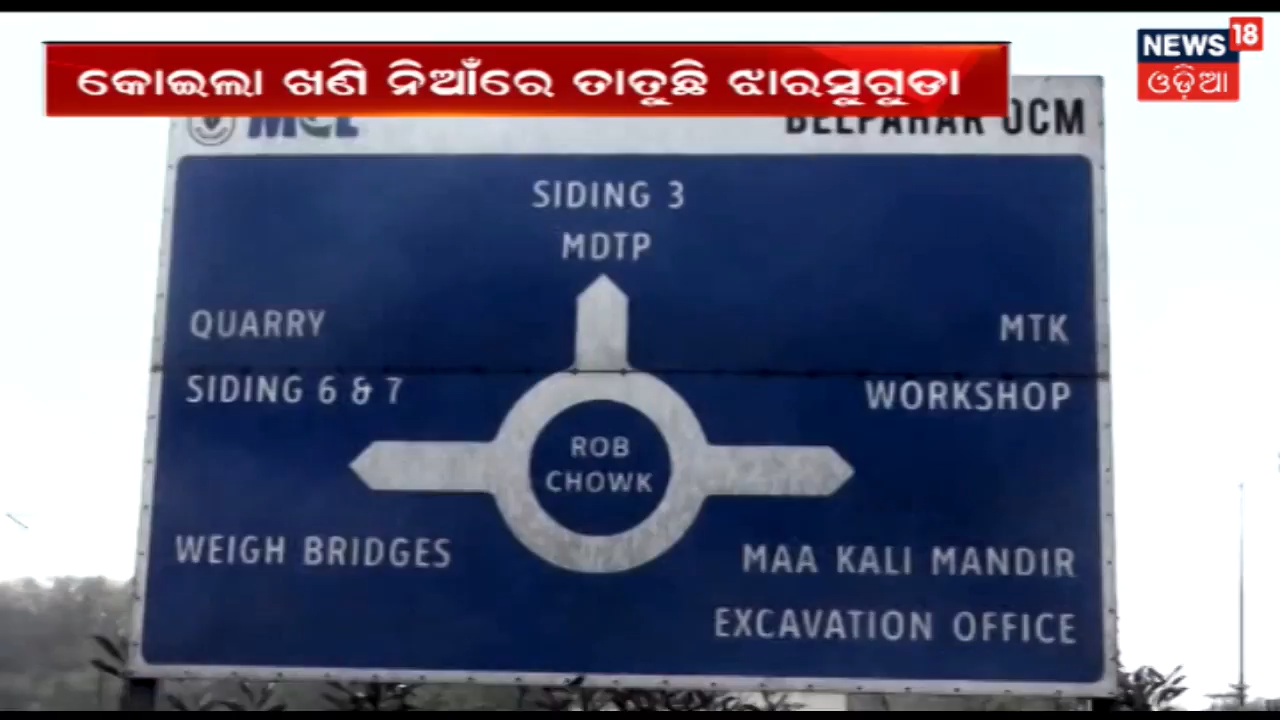 କୋଇଲା ଖଣି ନିଆଁରେ ତାତୁଛି ଝାରସୁଗୁଡା
NEWS 18
ଓଡ଼ିଆ
MCL
BELPAHAR OCM
SIDING 3
MDTP
QUARRY
MTK
SIDING 6 & 7
WORKSHOP
ROB
CHOWK
WEIGH BRIDGES
MAA KALI MANDIR
EXCAVATION OFFICE